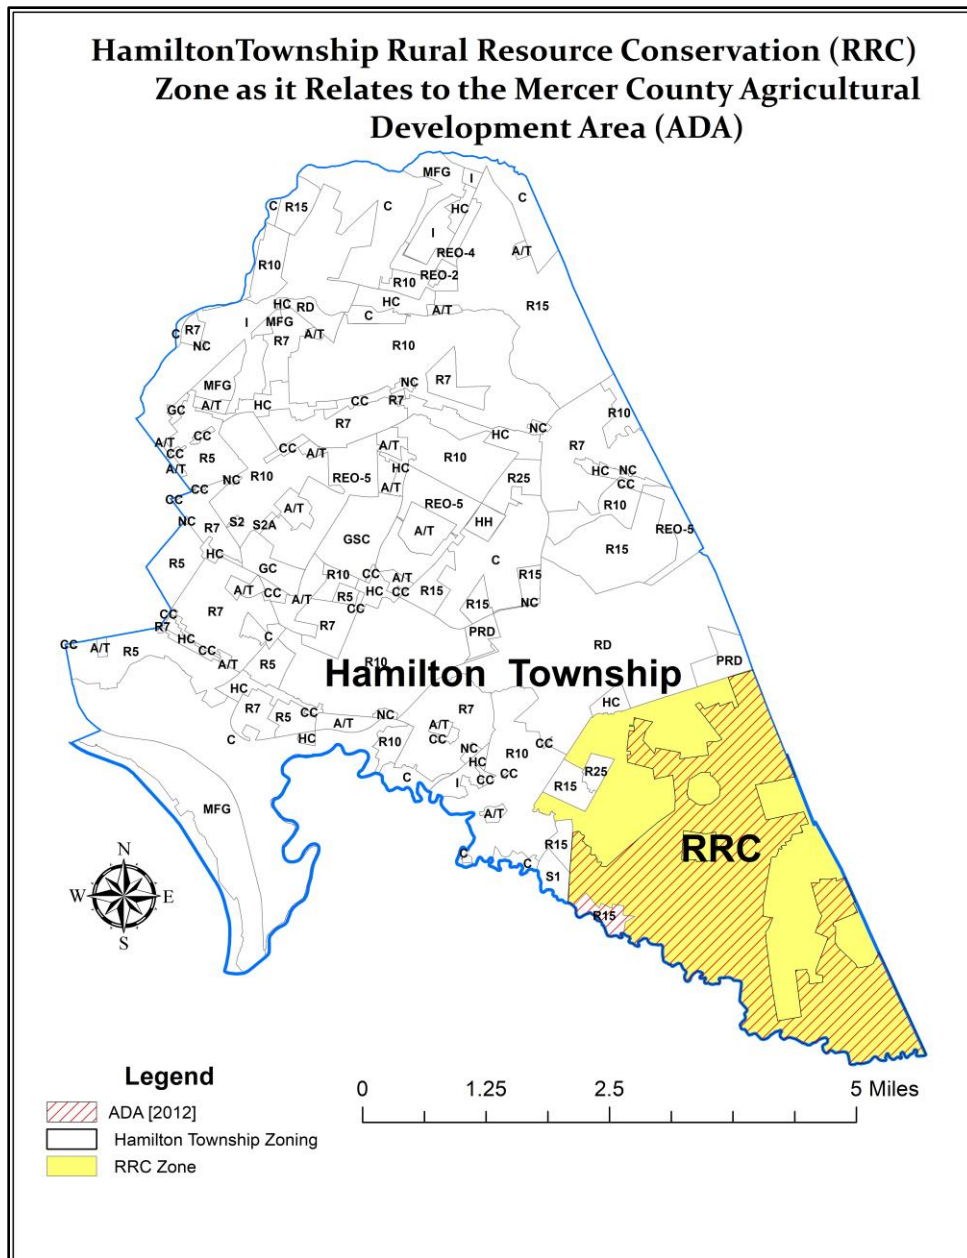 HamiltonTownship Rural Resource Conservation (RRC)
Zone as it Relates to the Mercer County Agricultural
Development Area (ADA)
MFG
I
C
C
R15
C
HC
I
REO-4
A/T
R10
REO-2
R10
HC
RD
HC
A/T
R15
C
I
MFG
C
R7
A/T
R7
NC
R10
MFG
NC
R7
GC
A/T
HC
CC
R7
R10
R7
HC
NC
A/T
CC
CC
A/T
A/T
R7
CC
R5
R10
A/T
NC
R10
REO-5
HC
R25
HC
NC
CC
CC
CC
A/T
A/T
REO-5
R10
NC
R7
S2
S2A
HH
A/T
REO-5
GSC
R15
HC
R5
GC
C
R10
CC
A/T
R15
A/T
CC
A/T
R5
HC
CC
R15
CC
R15
NC
CC
R7
R7
R7
PRD
HC
C
RD
CC
A/T
R5
CC
A/T
R5
R10
PRD
Hamilton Township
HC
HC
R7
R5
CC
A/T
NC
R7
C
HC
A/T
CC
R10
NC
R10
CC
HC
R25
C
I
CC
CC
R15
MFG
A/T
R15
RRC
C
C
S1
R15
N
W
E
S
Legend
ADA [2012]
Hamilton Township Zoning
RRC Zone
0 1.25 2.5 5 Miles